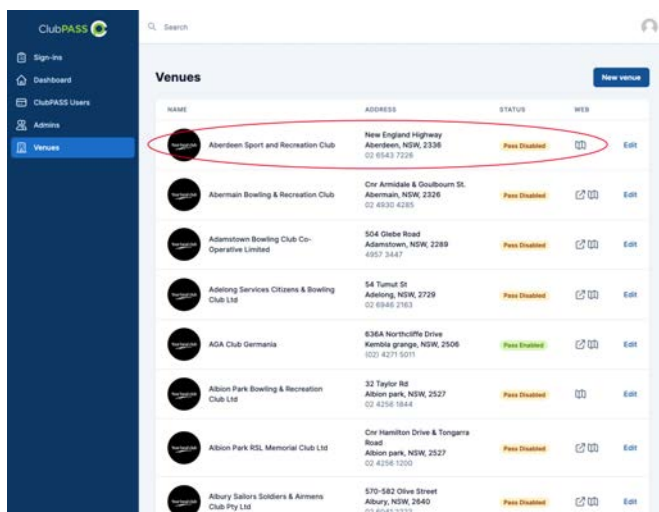 ClubPASS
Search
Sign-ins
Dashboard
ClubPASS Users
Admins
Venues
Venues
New venue
NAME ADDRESS STATUS WEB
Aberdeen Sport and Recreation Club
New England Highway
Aberdeen, NSW, 2336
02 6543 7228
Pass Disabled
Edit
Abermain Bowling & Recreation Club
Cnr Armidale & Goulbourn St.
Abermain, NSW, 2326
02 4930 4285
Pass Disabled
Edit
Adamstown Bowling Club Co-
Operative Limited
504 Glebe Road
Adamstown, NSW, 2289
4957 3447
Pass Disabled
Edit
Adelong Services Citizens & Bowling
Club Ltd
54 Tumut St
Adelong, NSW, 2729
02 6946 2163
Pass Disabled
Edit
AGA Club Germania
636A Northcliffe Drive
Kembla grange, NSW, 2506
(02) 4271 5011
Pass Enabled
Edit
Albion Park Bowling & Recreation
Club Ltd
32 Taylor Rd
Albion park, NSW, 2527
02 4256 1844
Pass Disabled
Edit
Albion Park RSL Memorial Club Ltd
Cnr Hamilton Drive & Tongarra
Road
Albion park, NSW, 2527
02 4256 1200
Pass Disabled
Edit
Albury Sailors Soldiers & Airmens
Club Pty Ltd
570-582 Olive Street
Albury, NSW, 2640
Pass Disabled
Edit